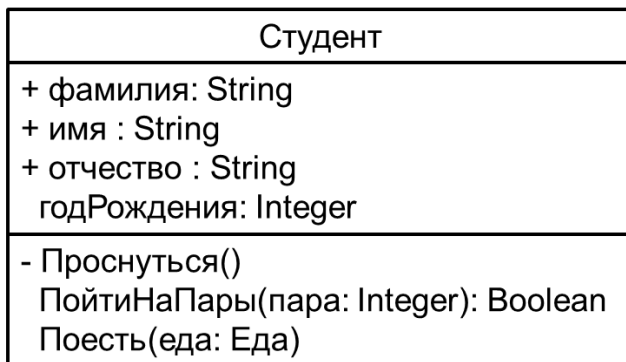 Студент
+ фамилия: String
+ имя : String
+ отчество : String
годРождения: Integer
- Проснуться()
ПойтиНаПары(пара: Integer): Boolean
Поесть(еда: Еда)